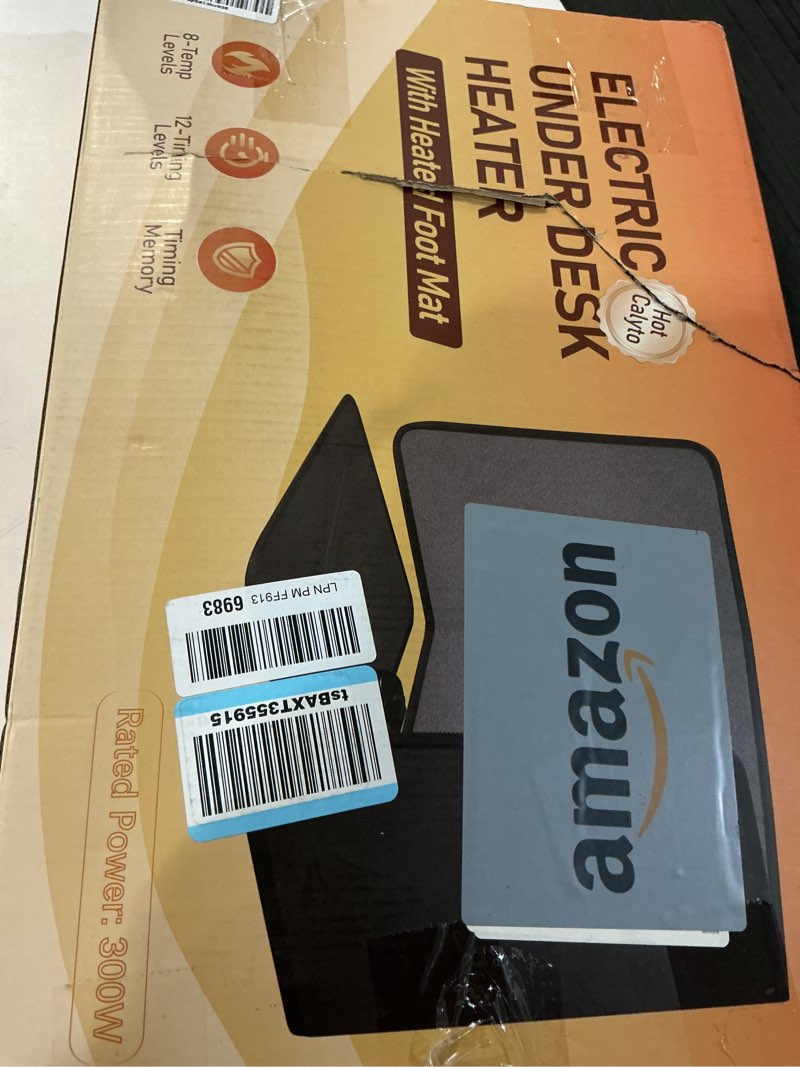 ELECTRIC
UNDER DESK
HEATER
With Heated Foot Mat
Hot
Calyto
8-Temp
Levels
12-Timing
Levels
Timing
Memory
amazon
LPN PM FF913 6983
tsBAXT355915
Rated Power: 300W